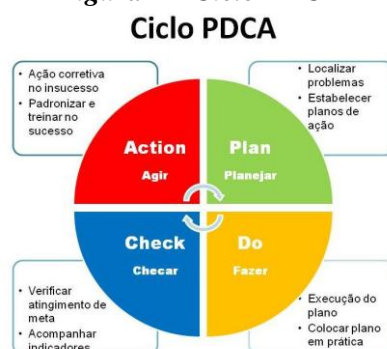 Ciclo PDCA
• Ação corretiva
no insucesso
• Padronizar e
treinar no
sucesso
• Localizar
problemas
• Estabelecer
planos de
ação
Action
Agir
Plan
Planejar
Check
Checar
Do
Fazer
• Verificar
atingimento de
meta
• Acompanhar
indicadores
• Execução do
plano
• Colocar plano
em prática